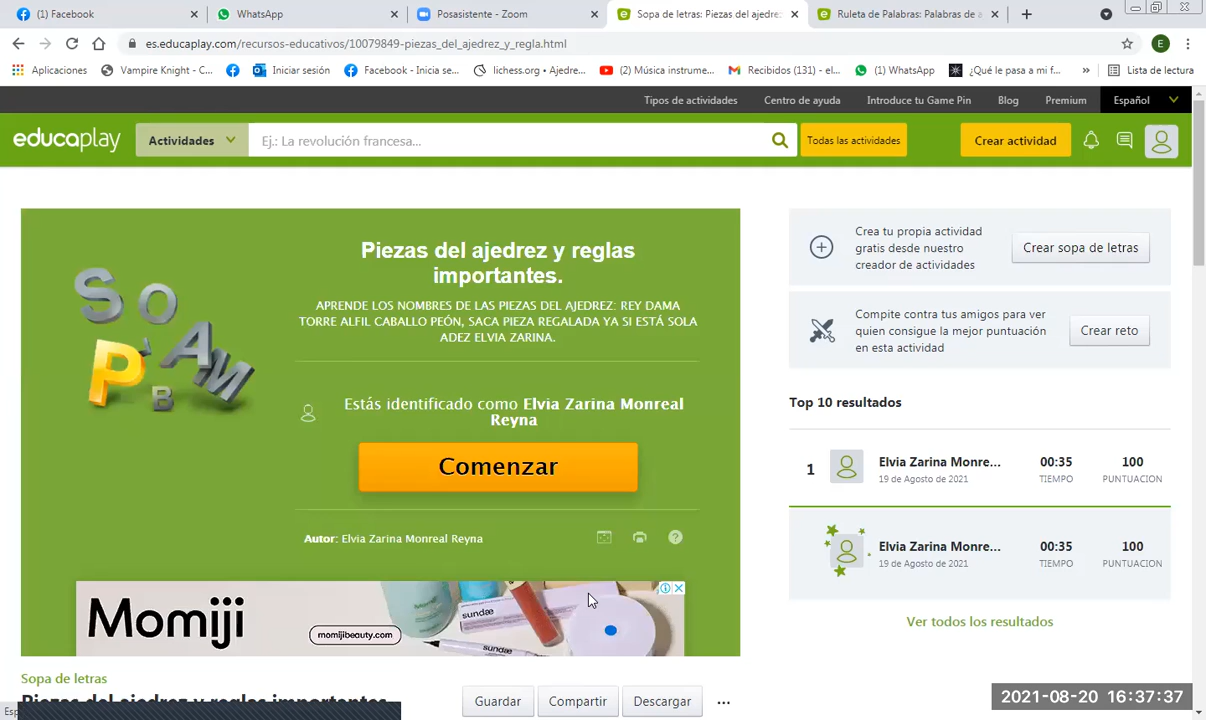 (1) Facebook
WhatsApp
Posasistente - Zoom
Sopa de letras: Piezas del ajedrez
Ruleta de Palabras: Palabras de a
es.educaplay.com/recursos-educativos/10079849-piezas_del_ajedrez_y_regla.html
E
Aplicaciones
Vampire Knight - C...
Iniciar sesión
Facebook - Inicia se...
lichess.org • Ajedre...
(2) Música instrume...
Recibidos (131) - el...
(1) WhatsApp
¿Qué le pasa a mi f...
»
Lista de lectura
Tipos de actividades
Centro de ayuda
Introduce tu Game Pin
Blog
Premium
Español
educaplay
Actividades
Ej.: La revolución francesa...
Todas las actividades
Crear actividad
Piezas del ajedrez y reglas
importantes.
APRENDE LOS NOMBRES DE LAS PIEZAS DEL AJEDREZ: REY DAMA
TORRE ALFIL CABALLO PEÓN, SACA PIEZA REGALADA YA SI ESTÁ SOLA
ADEZ ELVIA ZARINA.
S O P A M B
Estás identificado como Elvia Zarina Monreal
Reyna
Comenzar
Autor: Elvia Zarina Monreal Reyna
Momiji
momijibeauty.com
sundae
sundae
Crea tu propia actividad
gratis desde nuestro
creador de actividades
Crear sopa de letras
Compite contra tus amigos para ver
quien consigue la mejor puntuación
en esta actividad
Crear reto
Top 10 resultados
1
Elvia Zarina Monre...
19 de Agosto de 2021
00:35
TIEMPO
100
PUNTUACION
Elvia Zarina Monre...
19 de Agosto de 2021
00:35
TIEMPO
100
PUNTUACION
Ver todos los resultados
Sopa de letras
Piezas del ajedrez y reglas importantes
Guardar
Compartir
Descargar
...
Esp
2021-08-20 16:37:37